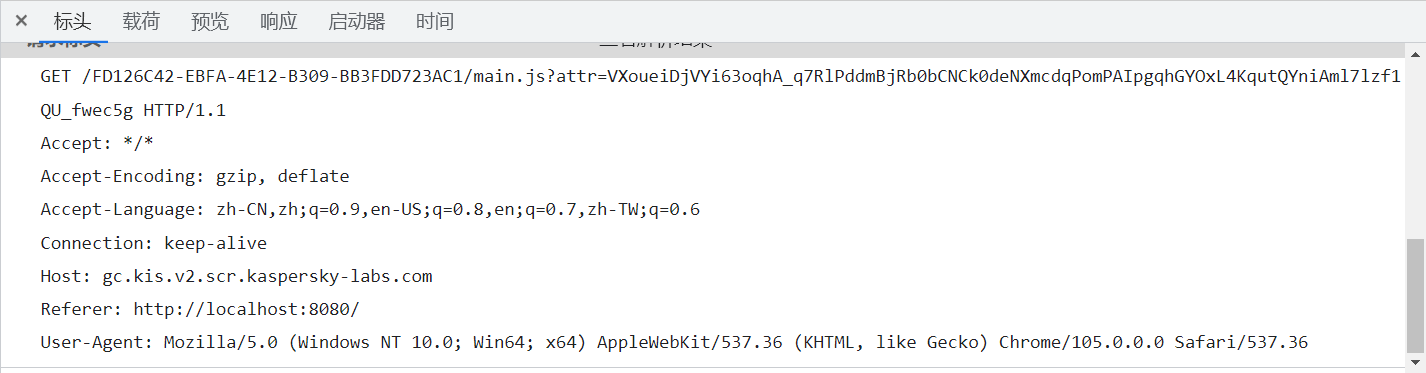 × 标头 载荷 预览 响应 启动器 时间
GET /FD126C42-EBFA-4E12-B309-BB3FDD723AC1/main.js?attr=VXoueiDjVYi63oqhA_q7RlPddmBjRb0bCNCk0deNXmcdqPomPAIpgqhGYOxL4KqutQYniAml7lzf1
QU_fwec5g HTTP/1.1
Accept: */*
Accept-Encoding: gzip, deflate
Accept-Language: zh-CN,zh;q=0.9,en-US;q=0.8,en;q=0.7,zh-TW;q=0.6
Connection: keep-alive
Host: gc.kis.v2.scr.kaspersky-labs.com
Referer: http://localhost:8080/
User-Agent: Mozilla/5.0 (Windows NT 10.0; Win64; x64) AppleWebKit/537.36 (KHTML, like Gecko) Chrome/105.0.0.0 Safari/537.36